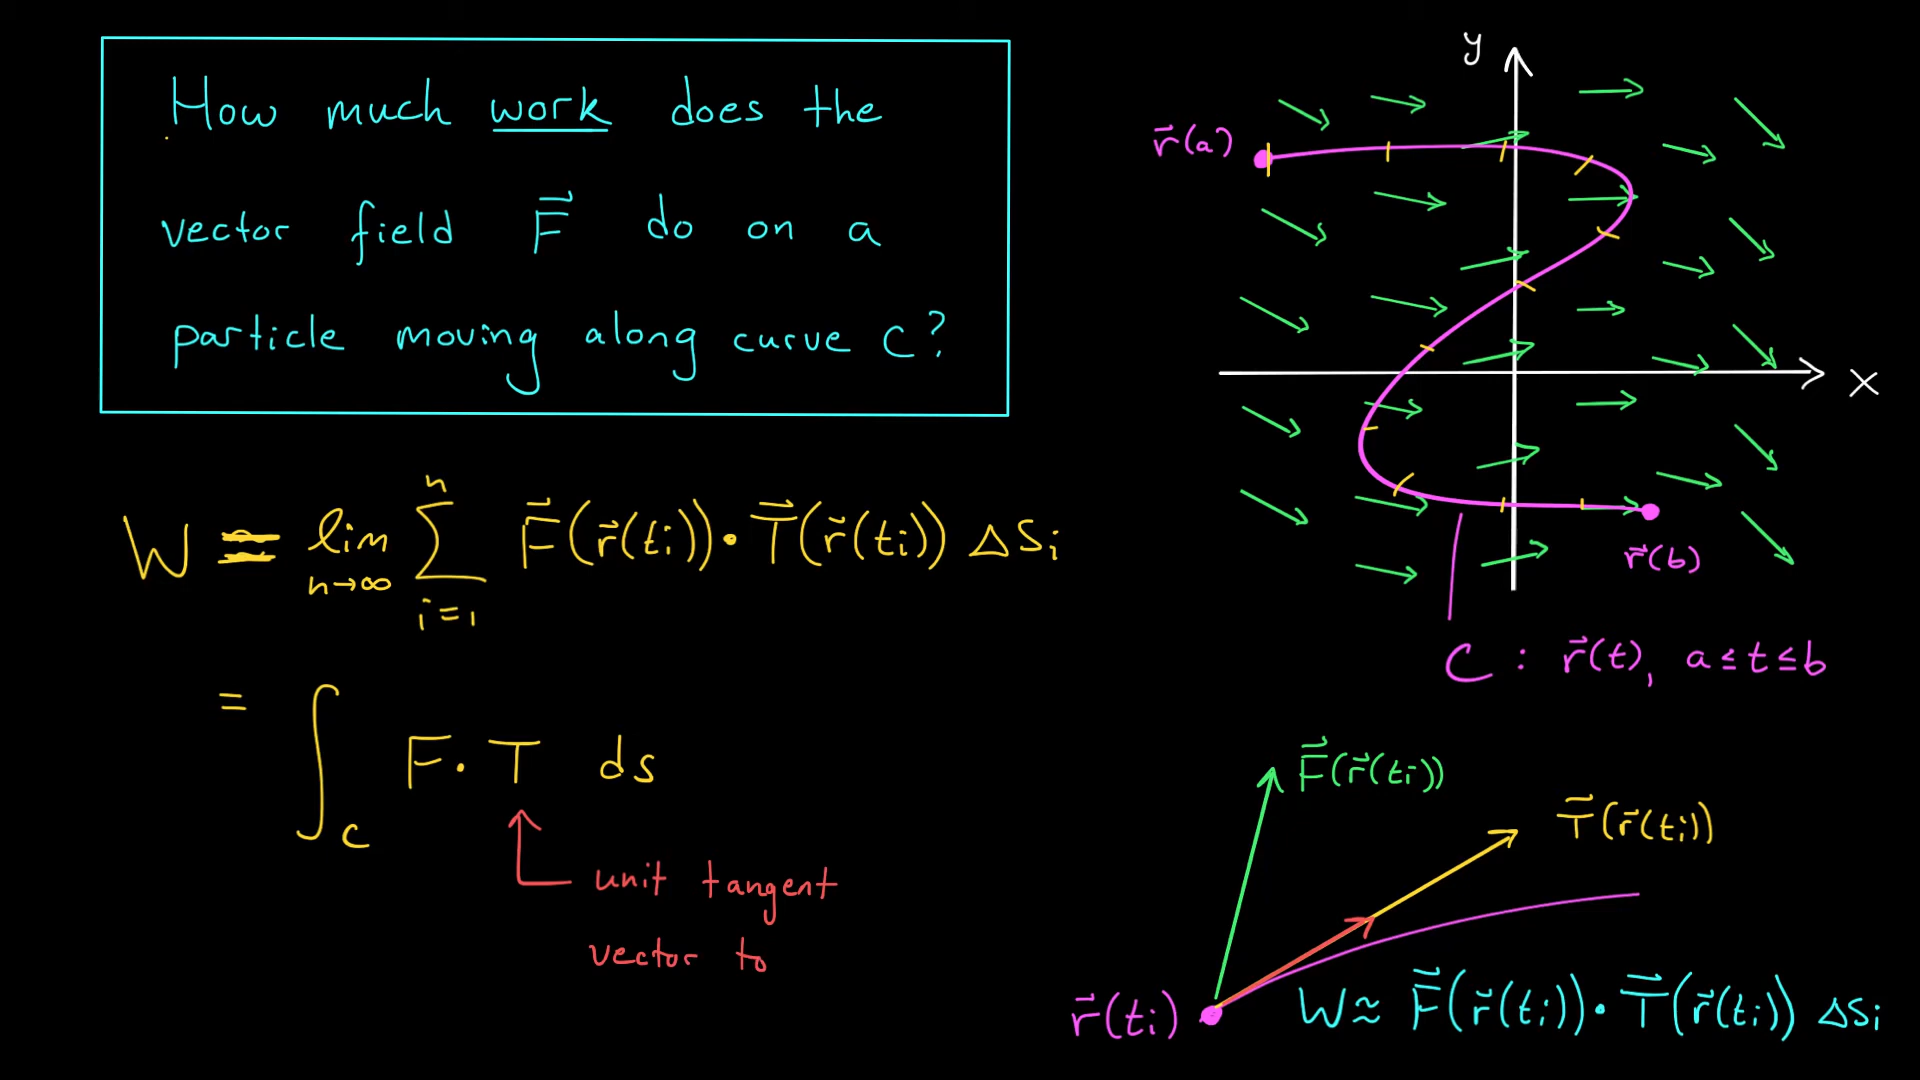 How much work does the
vector field F⃗ do on a
particle moving along curve C?
W = lim n→∞ ∑ i=1 n F⃗(r⃗(tᵢ))•T⃗(r⃗(tᵢ)) ΔSᵢ
= ∫_C F • T ds
unit tangent
vector to
y
r⃗(a)
x
r⃗(b)
C : r⃗(t), a≤t≤b
F⃗(r⃗(tᵢ))
T⃗(r⃗(tᵢ))
r⃗(tᵢ)
W≈ F⃗(r⃗(tᵢ))•T⃗(r⃗(tᵢ)) ΔSᵢ